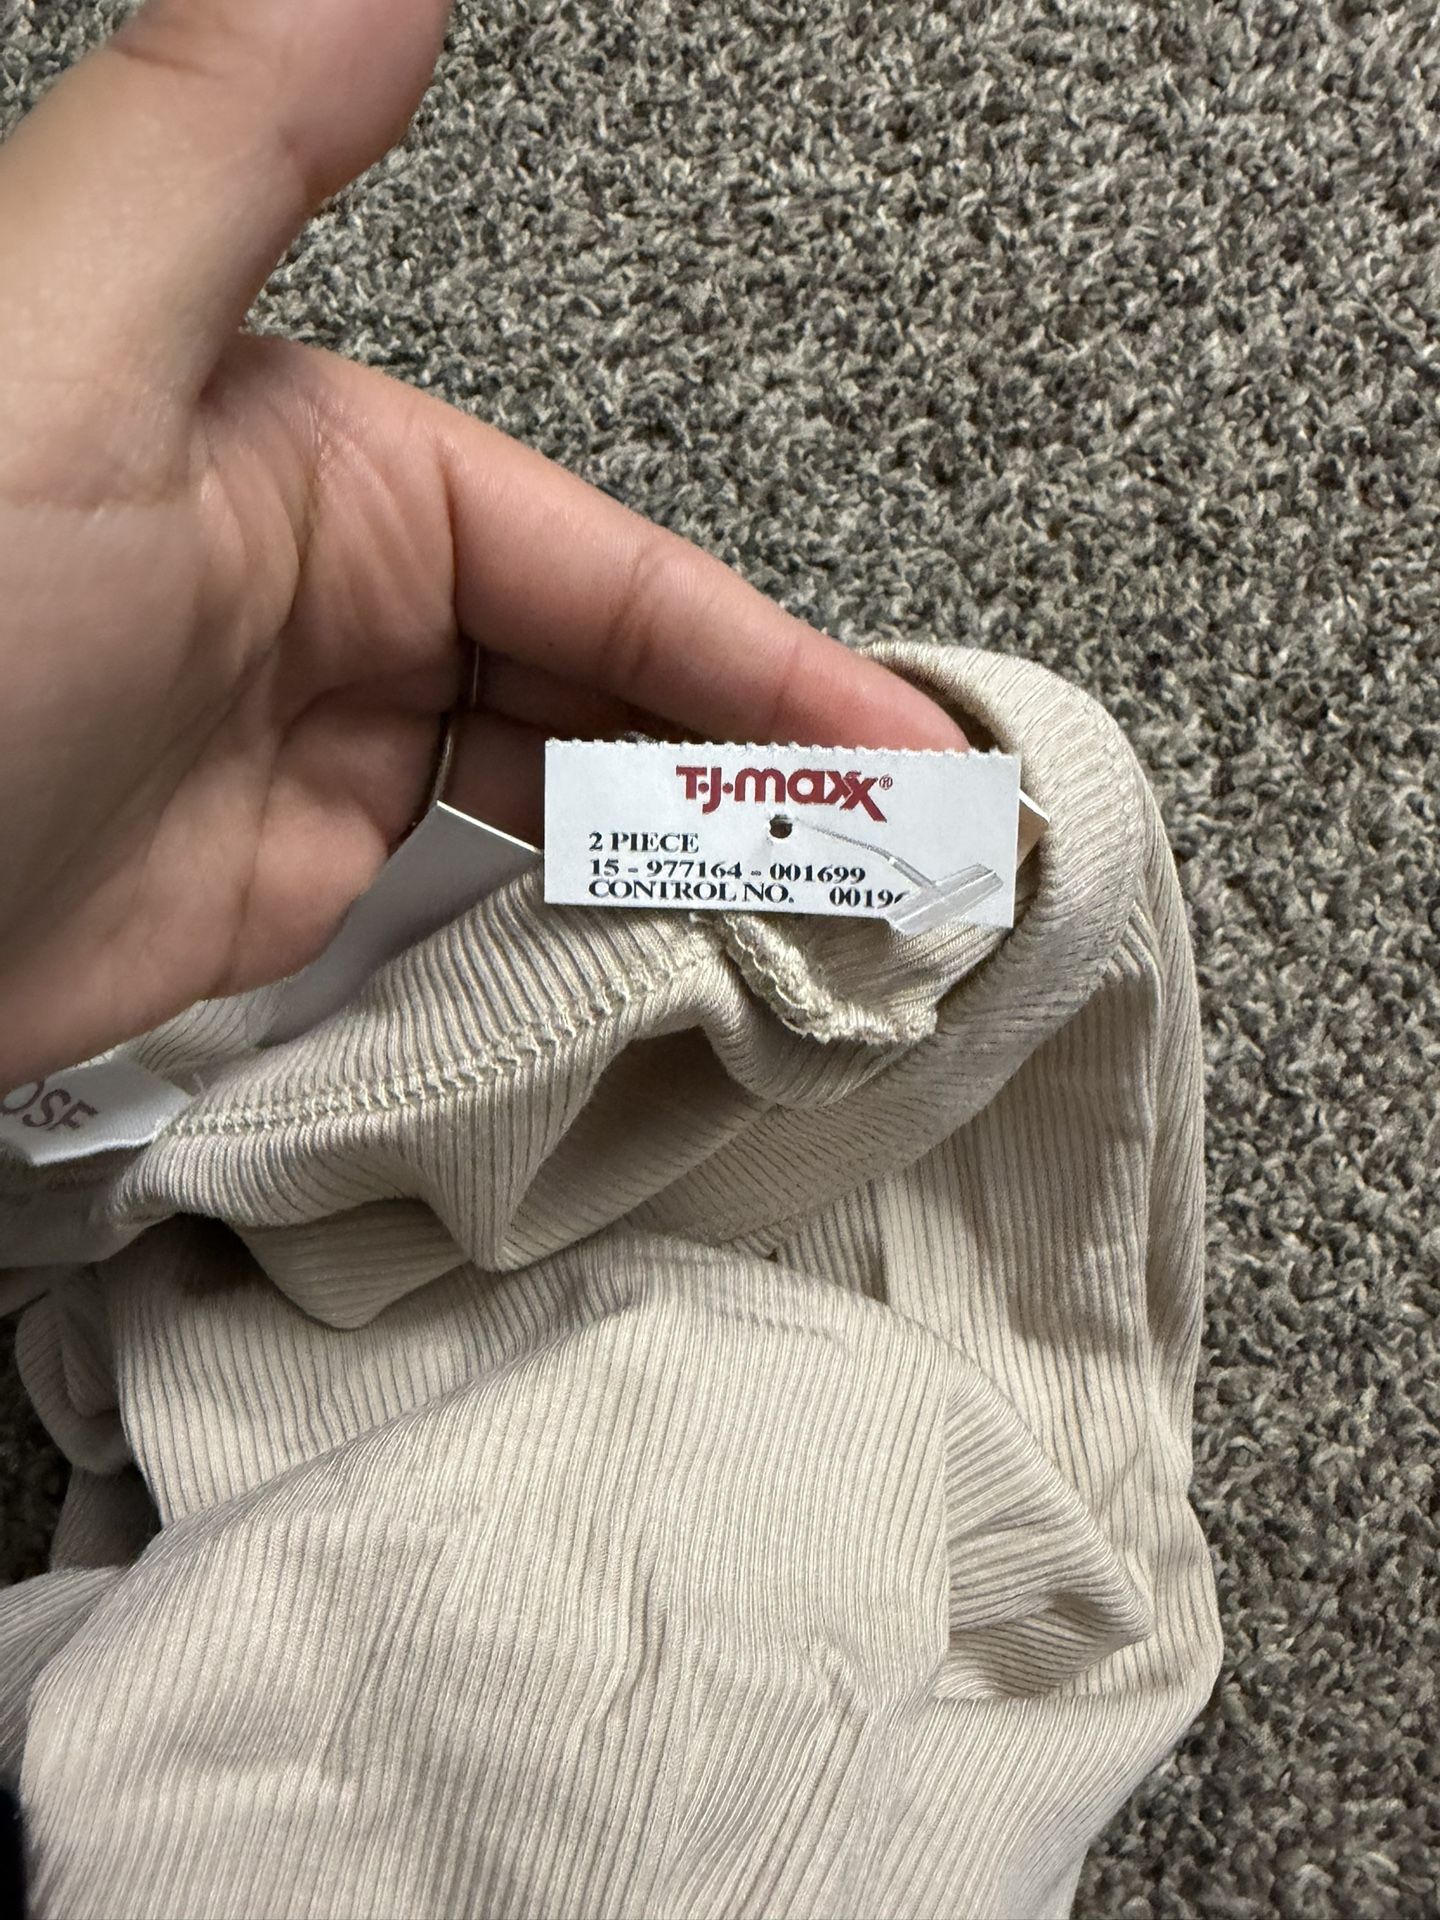 T.J.maxx®
2 PIECE
15 - 977164 - 001699
CONTROL NO.